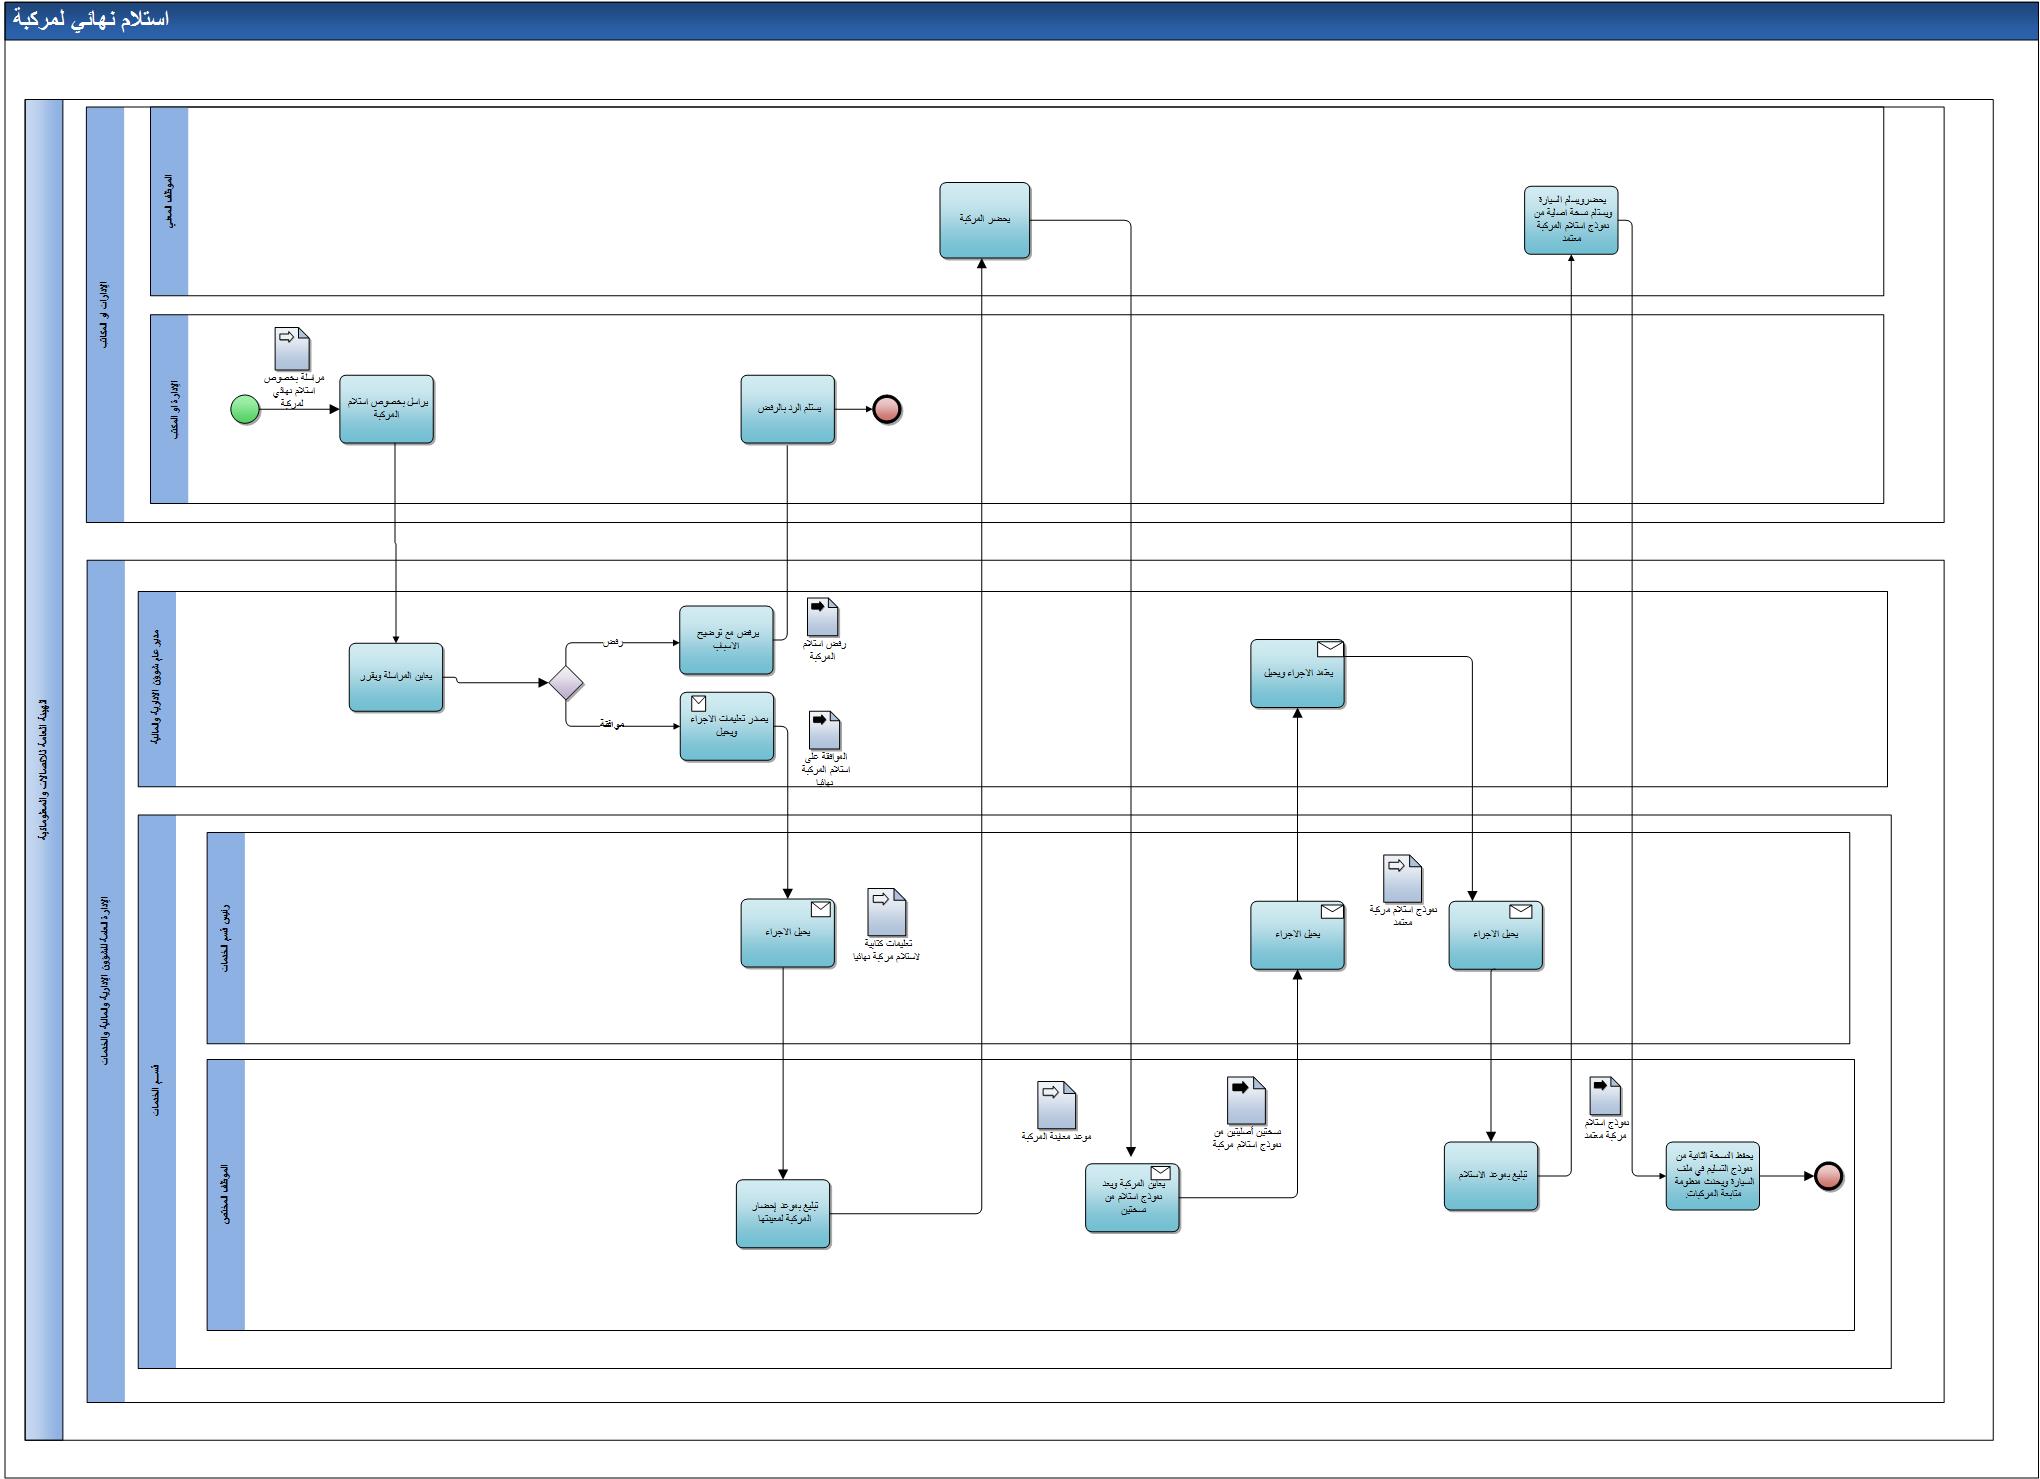 استلام نهائي لمركبة
الهيئة العامة للاتصالات والمعلوماتية
الإدارات او المكاتب
الموظف المعني
يحضر المركبة
يحضرويسلم السيارة
ويستلم نسخة اصلية من
نموذج استلام المركبة
معتمد
الإدارة او المكتب
مراسلة بخصوص
استلام نهائي
لمركبة
يراسل بخصوص استلام
المركبة
يستلم الرد بالرفض
الإدارة العامة للشؤون الإدارية والمالية والخدمات
مدير عام شوؤن الادارية والمالية
يعاين المراسلة ويقرر
رفض
يرفض مع توضيح
الاسباب
رفض استلام
المركبة
موافقة
يصدر تعليمات الاجراء
ويحيل
الموافقة على
استلام المركبة
نهائيا
يعتمد الاجراء ويحيل
قسم الخدمات
رئيس قسم الخدمات
يحيل الاجراء
تعليمات كتابية
لاستلام مركبة نهائيا
يحيل الاجراء
نموذج استلام مركبة
معتمد
يحيل الاجراء
الموظف المختص
تبليغ بموعد إحضار
المركبة لمعينتها
موعد معاينة المركبة
يعاين المركبة ويعد
نموذج استلام من
نسختين
نسختين أصليتين من
نموذج استلام مركبة
تبليغ بموعد الاستلام
نموذج استلام
مركبة معتمد
يحفظ النسخة الثانية من
نموذج التسليم في ملف
السيارة ويحدث منظومة
متابعة المركبات.